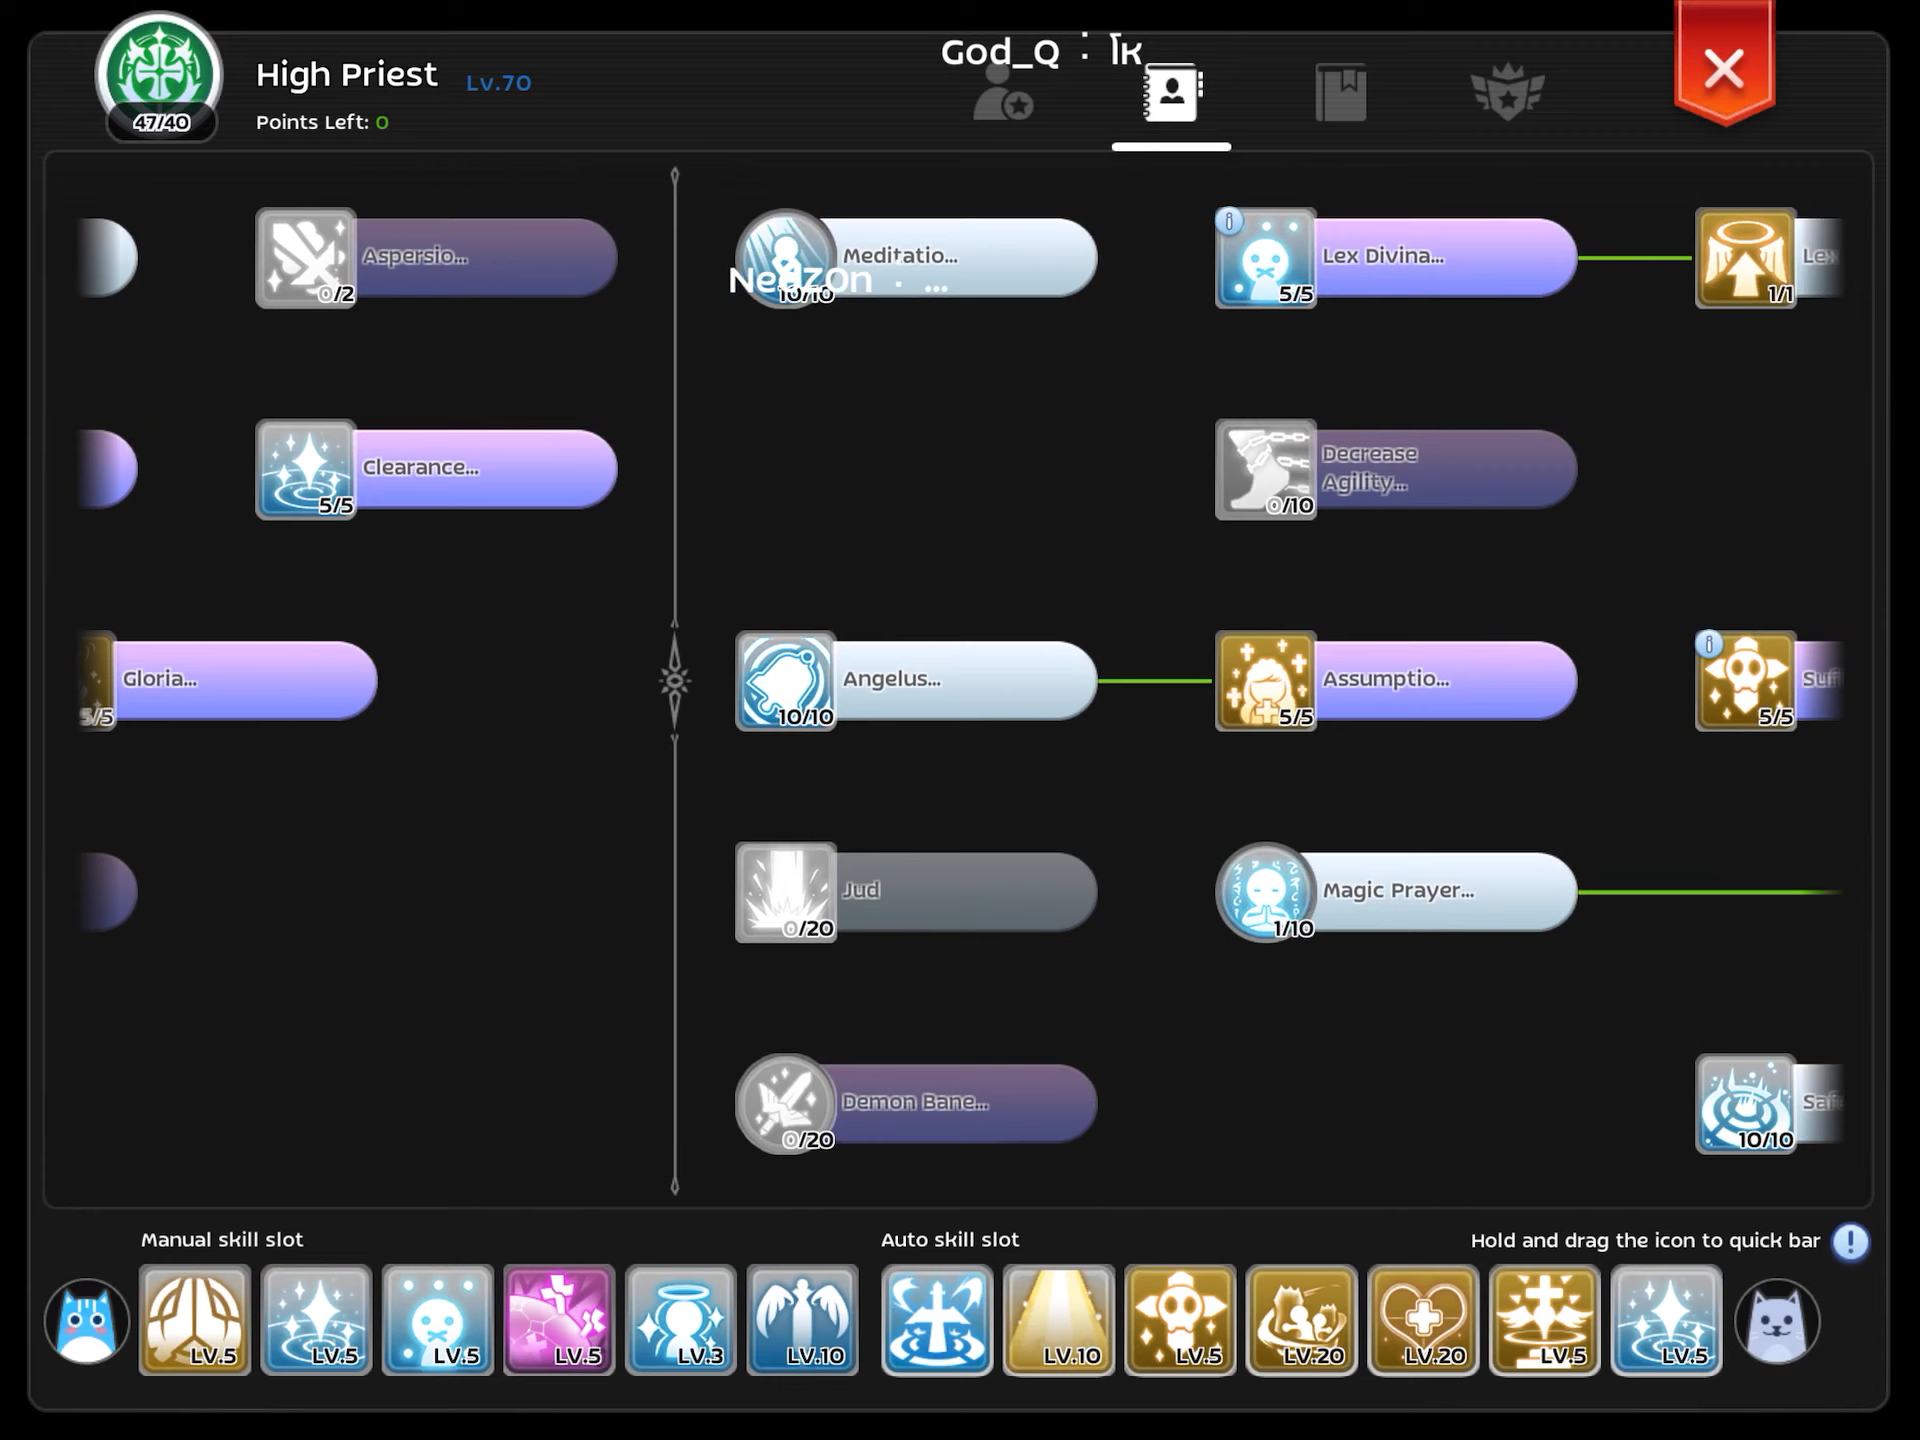 God_Q : โห
High Priest Lv.70
47/40
Points Left: 0
Aspersio...
0/2
Meditatio...
10/10
Lex Divina...
5/5
Lex
1/1
Clearance...
5/5
Decrease
Agility...
0/10
Gloria...
5/5
Angelus...
10/10
Assumptio...
5/5
Suff
5/5
Jud
0/20
Magic Prayer...
1/10
Demon Bane...
0/20
Safe
10/10
Manual skill slot
Auto skill slot
Hold and drag the icon to quick bar
LV.5
LV.5
LV.5
LV.5
LV.3
LV.10
LV.10
LV.5
LV.20
LV.20
LV.5
LV.5